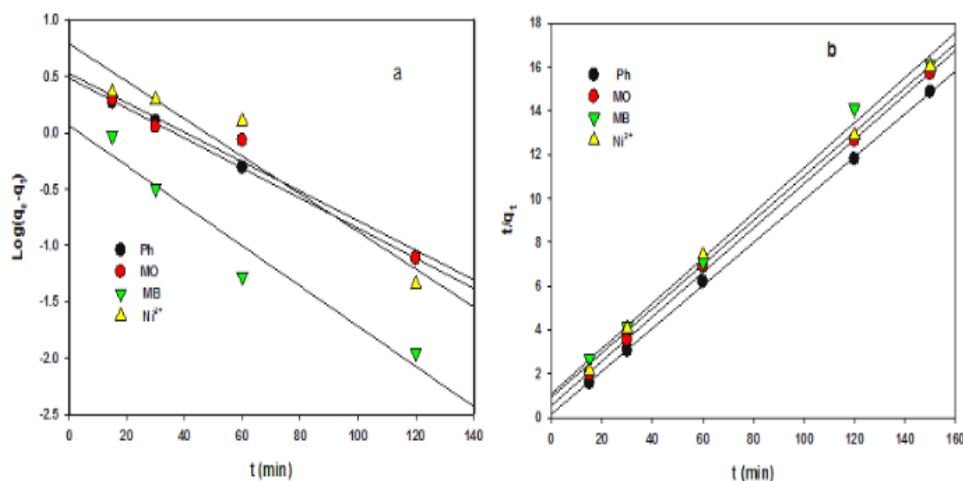 a
Log(qe-qt)
1.0
0.5
0.0
-0.5
-1.0
-1.5
-2.0
-2.5
Ph
MO
MB
Ni2+
0 20 40 60 80 100 120 140
t (min)
b
t/qt
18
16
14
12
10
8
6
4
2
0
Ph
MO
MB
Ni2+
0 20 40 60 80 100 120 140 160
t (min)